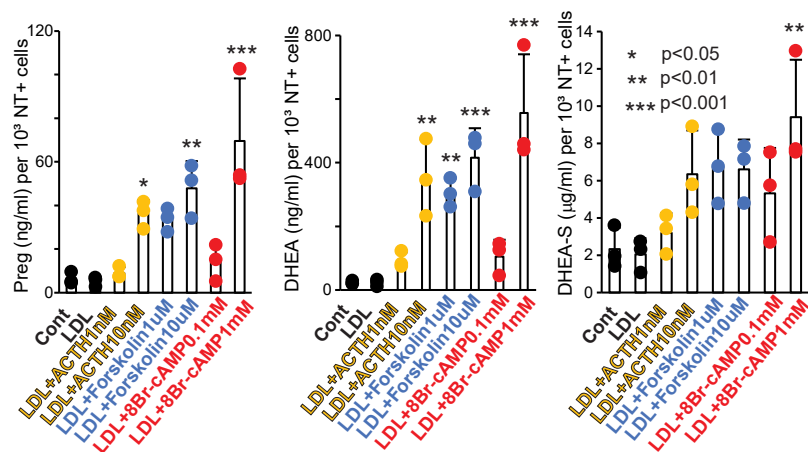 Preg (ng/ml) per 10³ NT+ cells
120
60
0
*
**
***
Cont
LDL
LDL+ACTH1nM
LDL+ACTH10nM
LDL+Forskolin1uM
LDL+Forskolin10uM
LDL+8Br-cAMP0.1mM
LDL+8Br-cAMP1mM
DHEA (ng/ml) per 10³ NT+ cells
800
400
0
**
**
***
***
Cont
LDL
LDL+ACTH1nM
LDL+ACTH10nM
LDL+Forskolin1uM
LDL+Forskolin10uM
LDL+8Br-cAMP0.1mM
LDL+8Br-cAMP1mM
DHEA-S (µg/ml) per 10³ NT+ cells
14
12
10
8
6
4
2
0
* p<0.05
** p<0.01
*** p<0.001
**
Cont
LDL
LDL+ACTH1nM
LDL+ACTH10nM
LDL+Forskolin1uM
LDL+Forskolin10uM
LDL+8Br-cAMP0.1mM
LDL+8Br-cAMP1mM